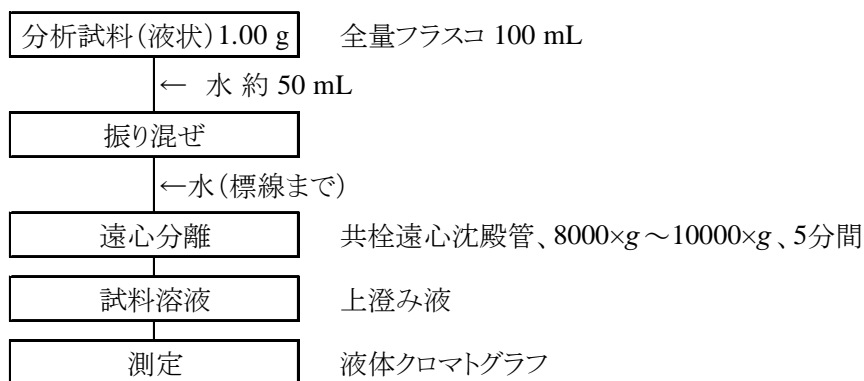 分析試料(液状)1.00 g 全量フラスコ 100 mL
← 水 約 50 mL
振り混ぜ
←水(標線まで)
遠心分離 共栓遠心沈殿管、8000×g~10000×g、5分間
試料溶液 上澄み液
測定 液体クロマトグラフ